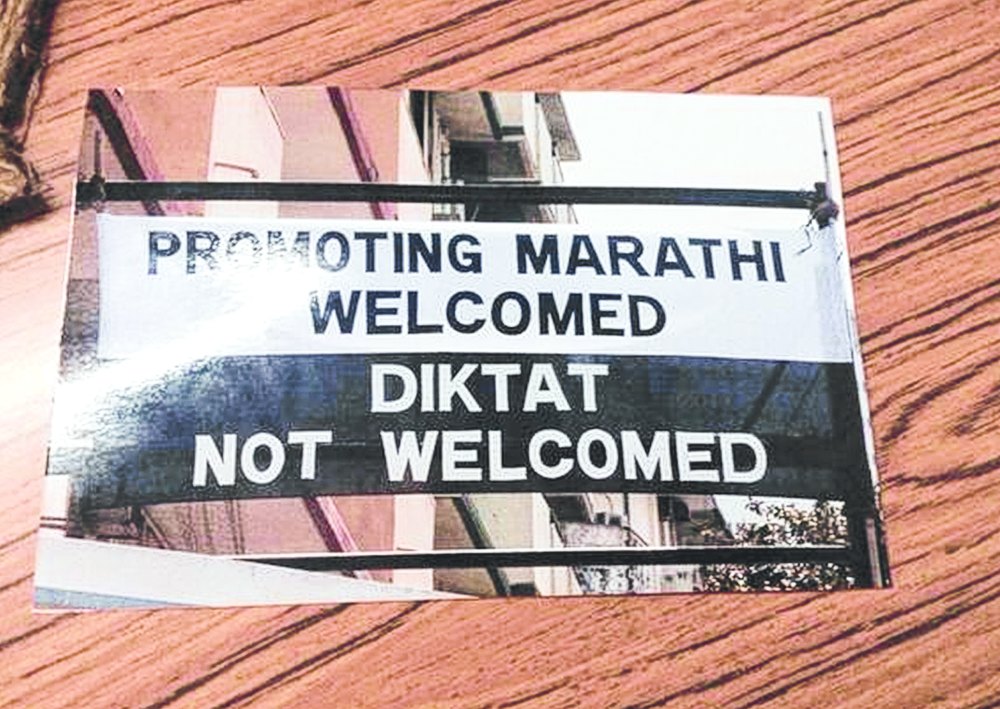 PROMOTING MARATHI
WELCOMED
DIKTAT
NOT WELCOMED